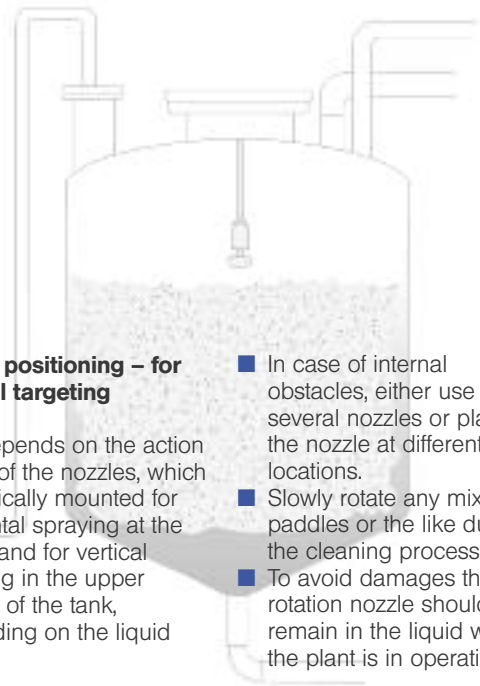 positioning – for
l targeting
epends on the action
of the nozzles, which
ically mounted for
ntal spraying at the
and for vertical
g in the upper
of the tank,
ding on the liquid
■ In case of internal
obstacles, either use
several nozzles or pla
the nozzle at different
locations.
■ Slowly rotate any mix
paddles or the like du
the cleaning process
■ To avoid damages th
rotation nozzle should
remain in the liquid w
the plant is in operati